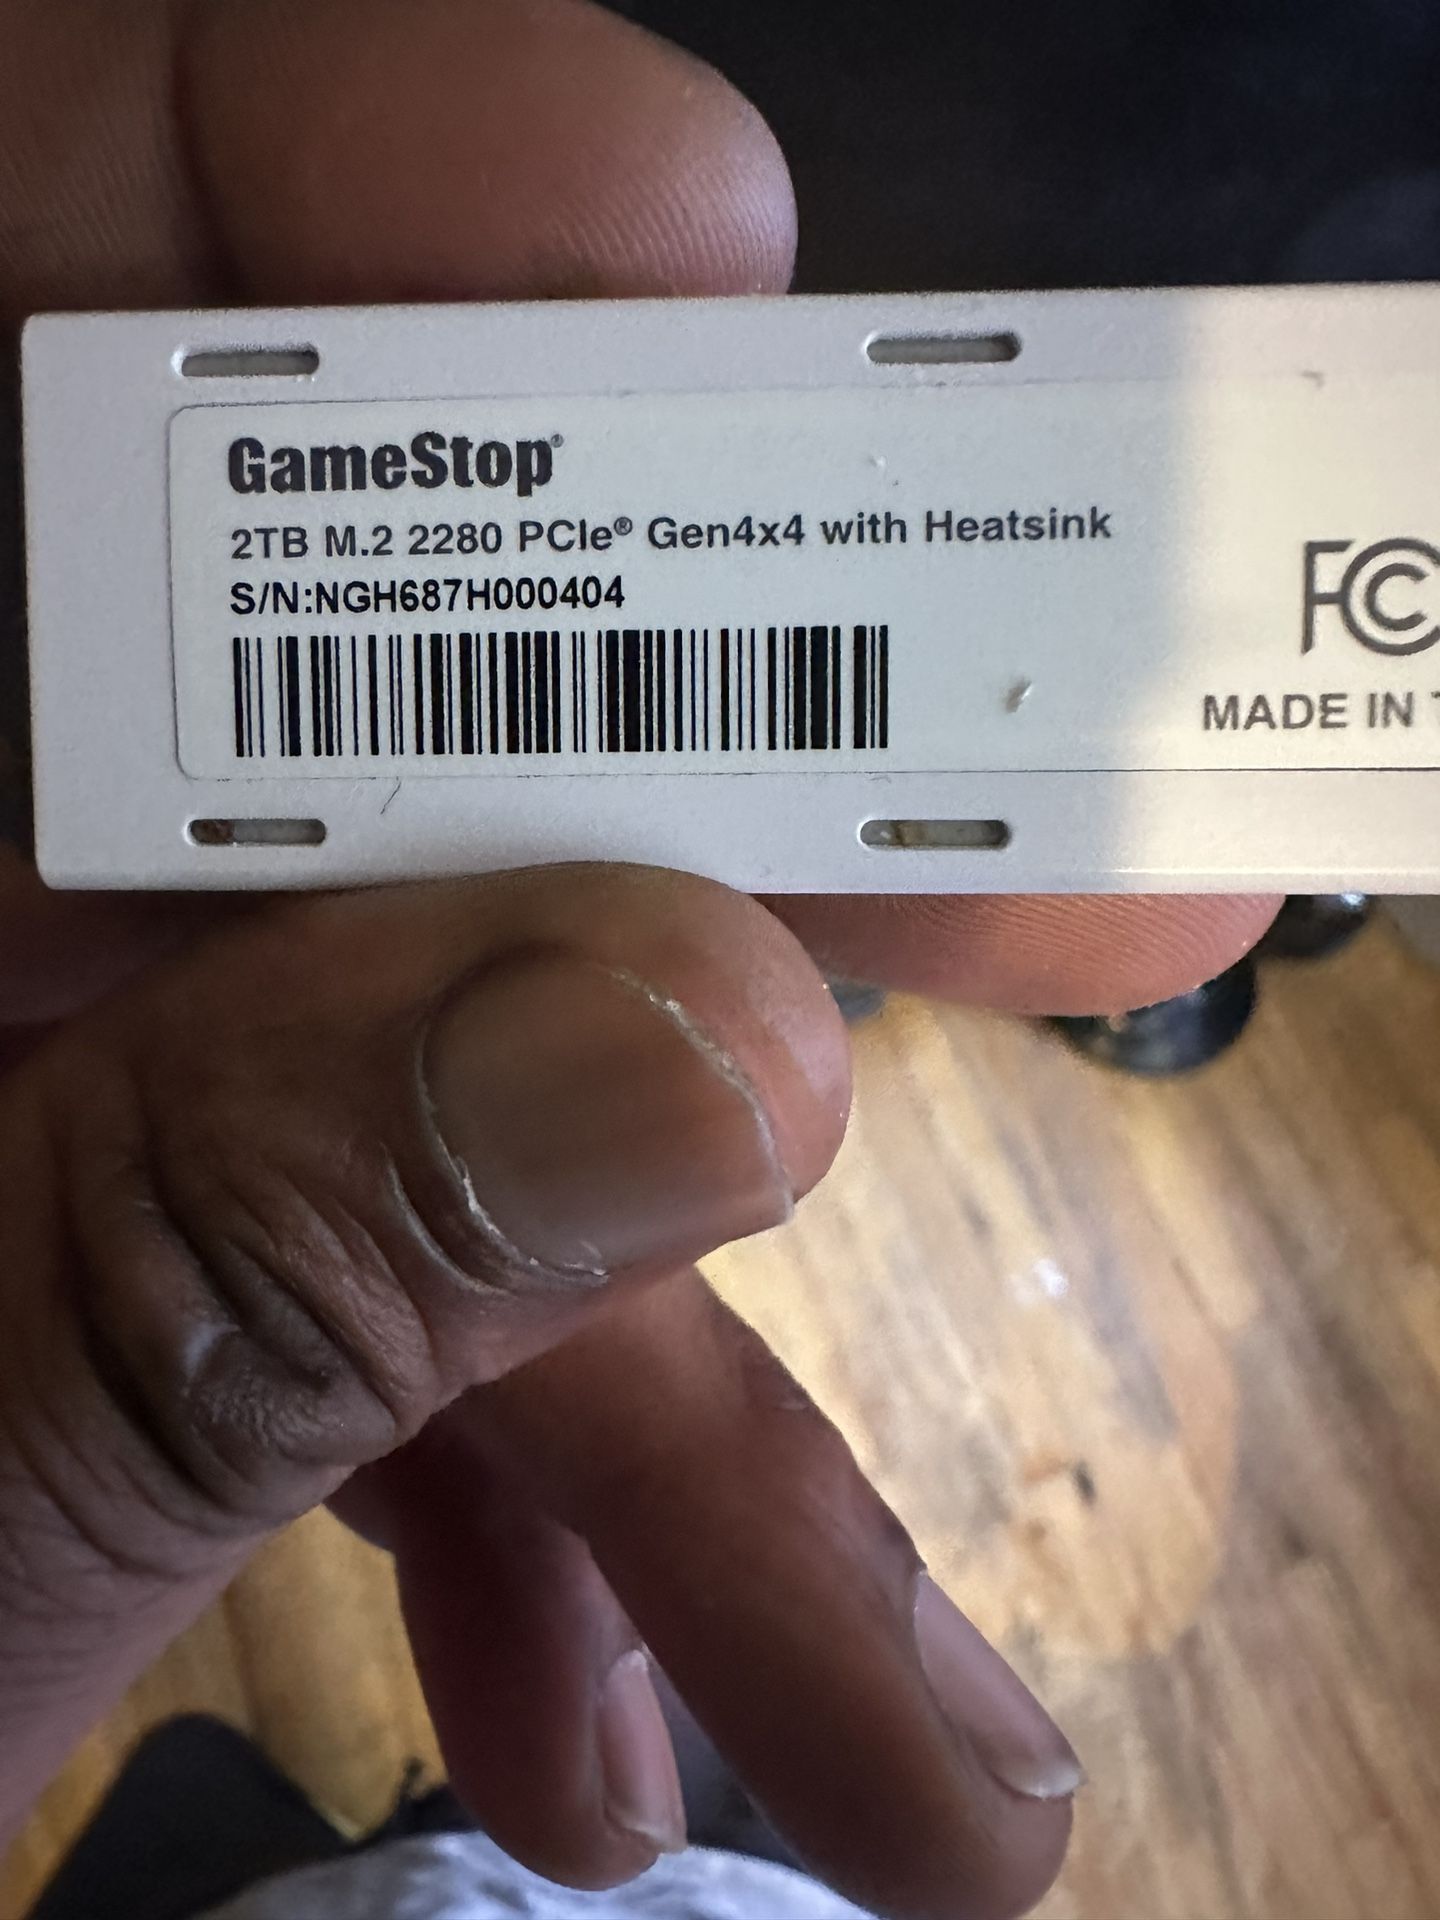 GameStop®
2TB M.2 2280 PCIe® Gen4x4 with Heatsink
S/N:NGH687H000404
FC
MADE IN